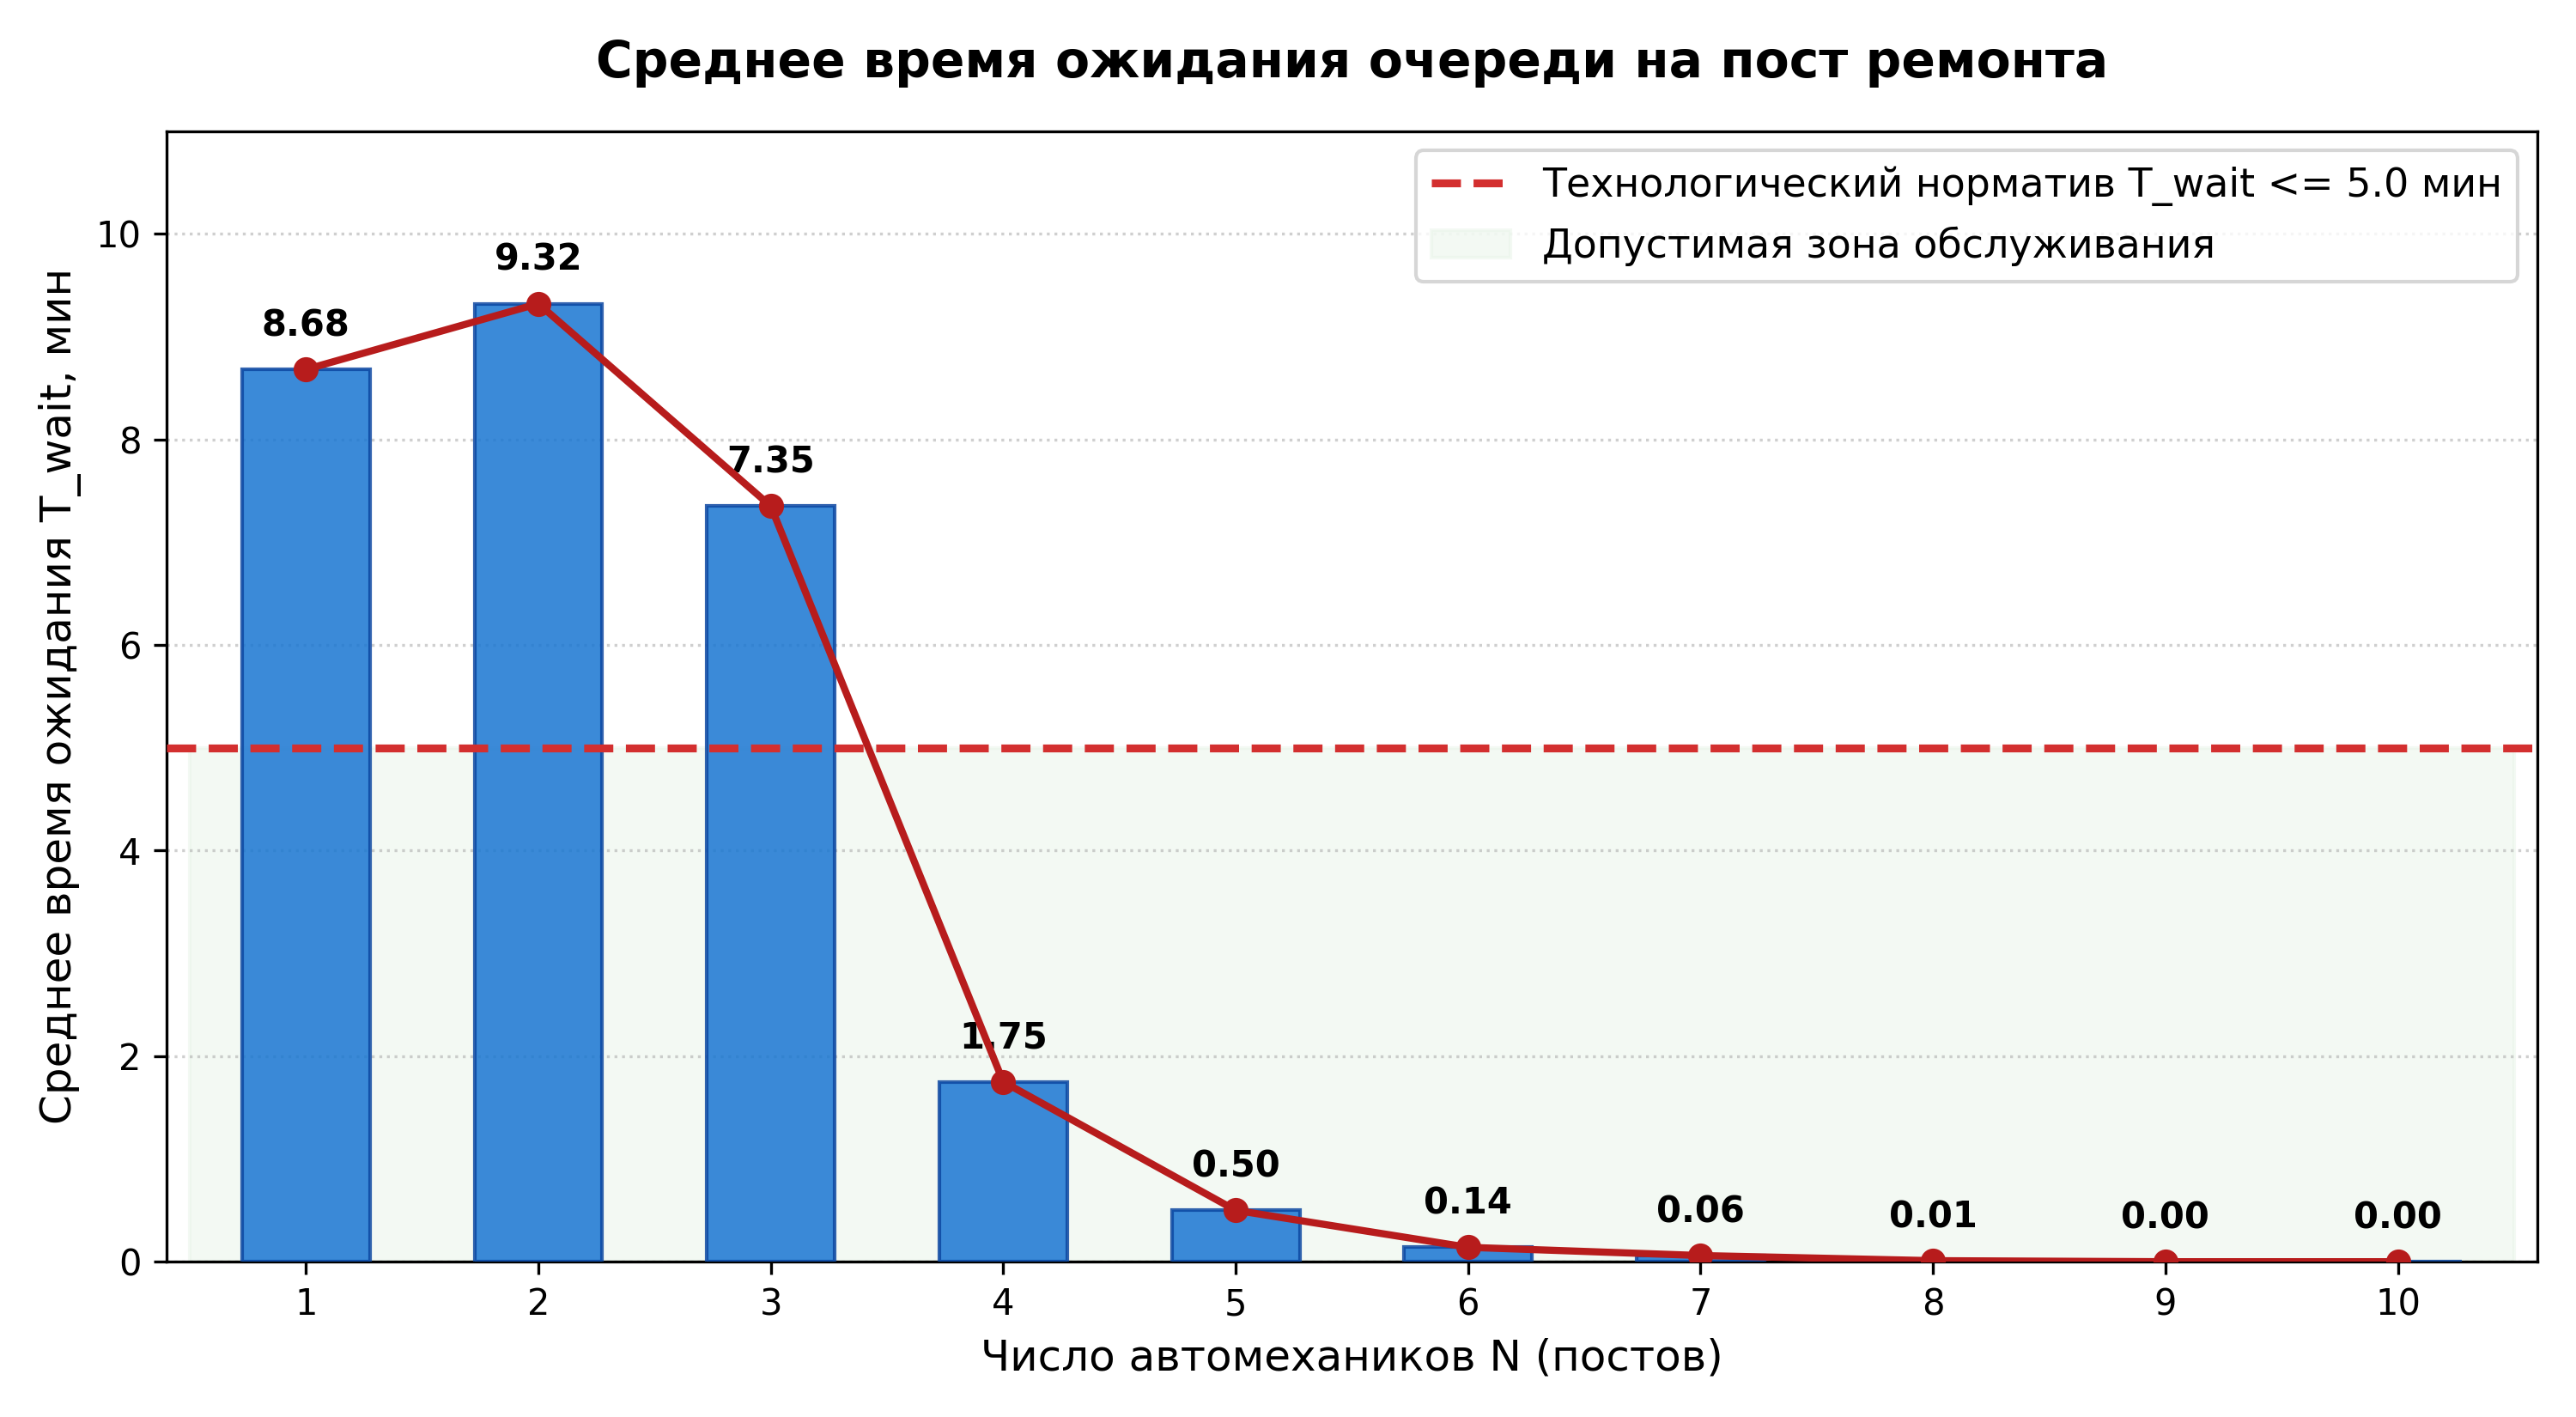 Среднее время ожидания очереди на пост ремонта
Технологический норматив T_wait <= 5.0 мин
Допустимая зона обслуживания
Среднее время ожидания T_wait, мин
10
8
6
4
2
0
8.68
9.32
7.35
1.75
0.50
0.14
0.06
0.01
0.00
0.00
1 2 3 4 5 6 7 8 9 10
Число автомехаников N (постов)